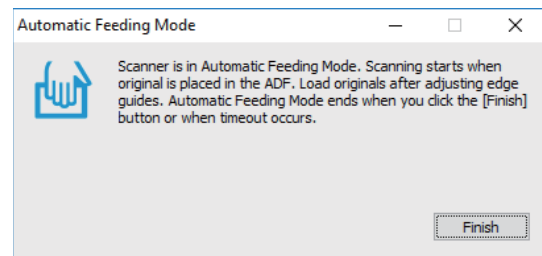 Automatic Feeding Mode
Scanner is in Automatic Feeding Mode. Scanning starts when
original is placed in the ADF. Load originals after adjusting edge
guides. Automatic Feeding Mode ends when you click the [Finish]
button or when timeout occurs.
Finish